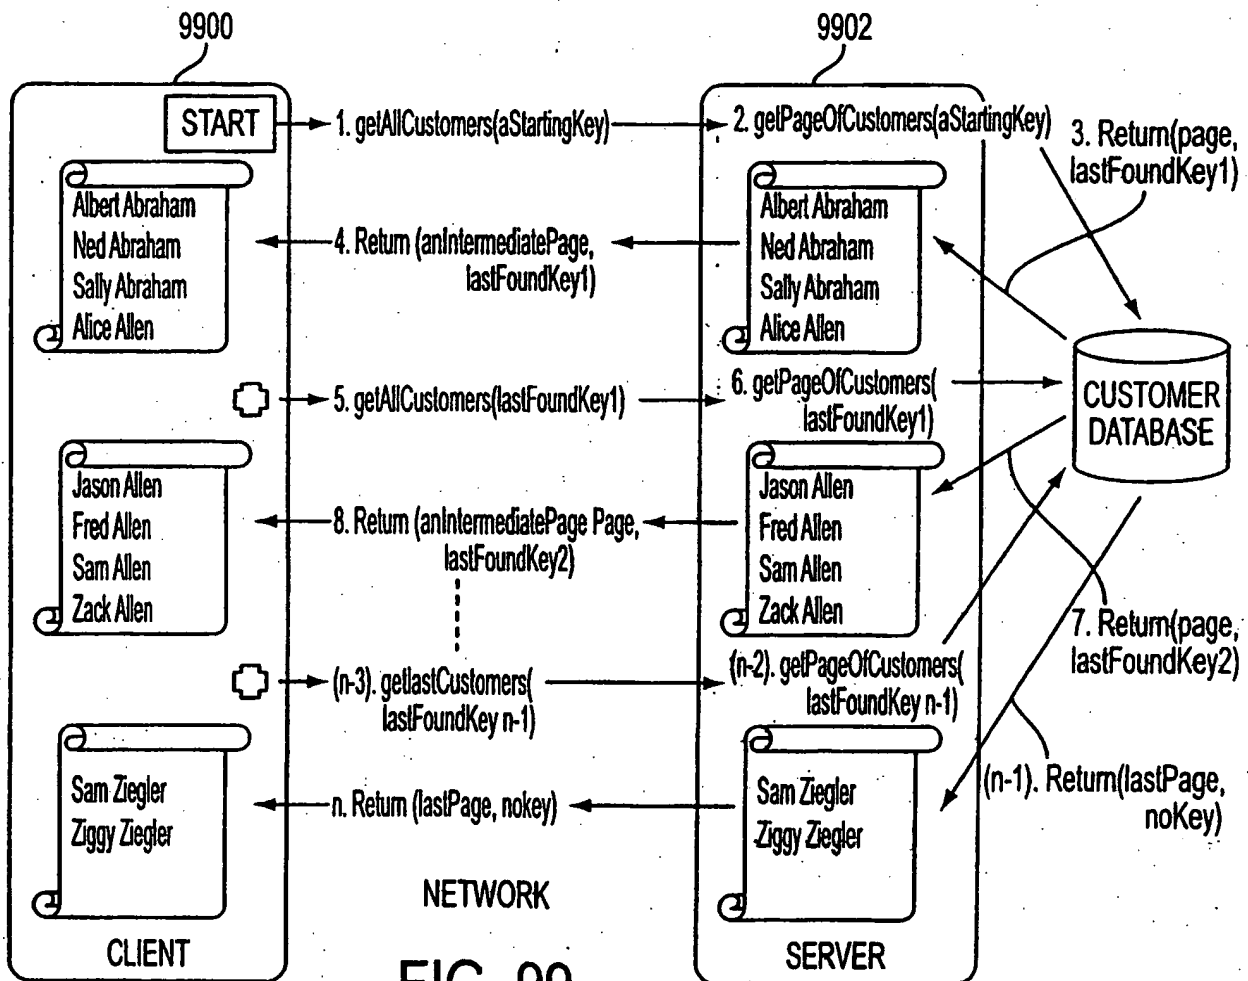 9900
9902
START
1. getAllCustomers(aStartingKey)
2. getPageOfCustomers(aStartingKey)
3. Return(page,
lastFoundKey1)
Albert Abraham
Ned Abraham
Sally Abraham
Alice Allen
4. Return (anIntermediatePage,
lastFoundKey1)
Albert Abraham
Ned Abraham
Sally Abraham
Alice Allen
5. getAllCustomers(lastFoundKey1)
6. getPageOfCustomers(
lastFoundKey1)
CUSTOMER
DATABASE
Jason Allen
Fred Allen
Sam Allen
Zack Allen
8. Return (anIntermediatePage Page,
lastFoundKey2)
Jason Allen
Fred Allen
Sam Allen
Zack Allen
7. Return(page,
lastFoundKey2)
(n-3). getlastCustomers(
lastFoundKey n-1)
(n-2). getPageOfCustomers(
lastFoundKey n-1)
(n-1). Return(lastPage,
noKey)
Sam Ziegler
Ziggy Ziegler
n. Return (lastPage, nokey)
Sam Ziegler
Ziggy Ziegler
NETWORK
CLIENT
SERVER
FIG. 99